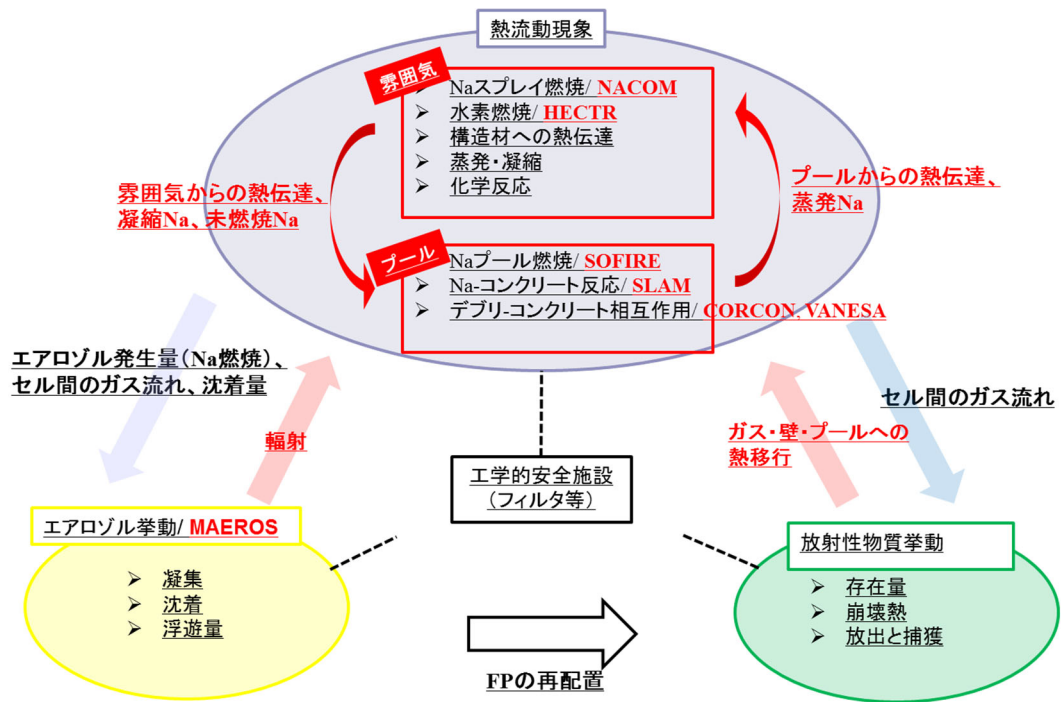 熱流動現象
雰囲気
Naスプレイ燃焼/ NACOM
水素燃焼/ HECTR
構造材への熱伝達
蒸発・凝縮
化学反応
雰囲気からの熱伝達、
凝縮Na、未燃焼Na
プールからの熱伝達、
蒸発Na
プール
Naプール燃焼/ SOFIRE
Na-コンクリート反応/ SLAM
デブリ-コンクリート相互作用/ CORCON, VANESA
エアロゾル発生量(Na燃焼)、
セル間のガス流れ、沈着量
輻射
セル間のガス流れ
ガス・壁・プールへの
熱移行
工学的安全施設
(フィルタ等)
エアロゾル挙動/ MAEROS
凝集
沈着
浮遊量
放射性物質挙動
存在量
崩壊熱
放出と捕獲
FPの再配置